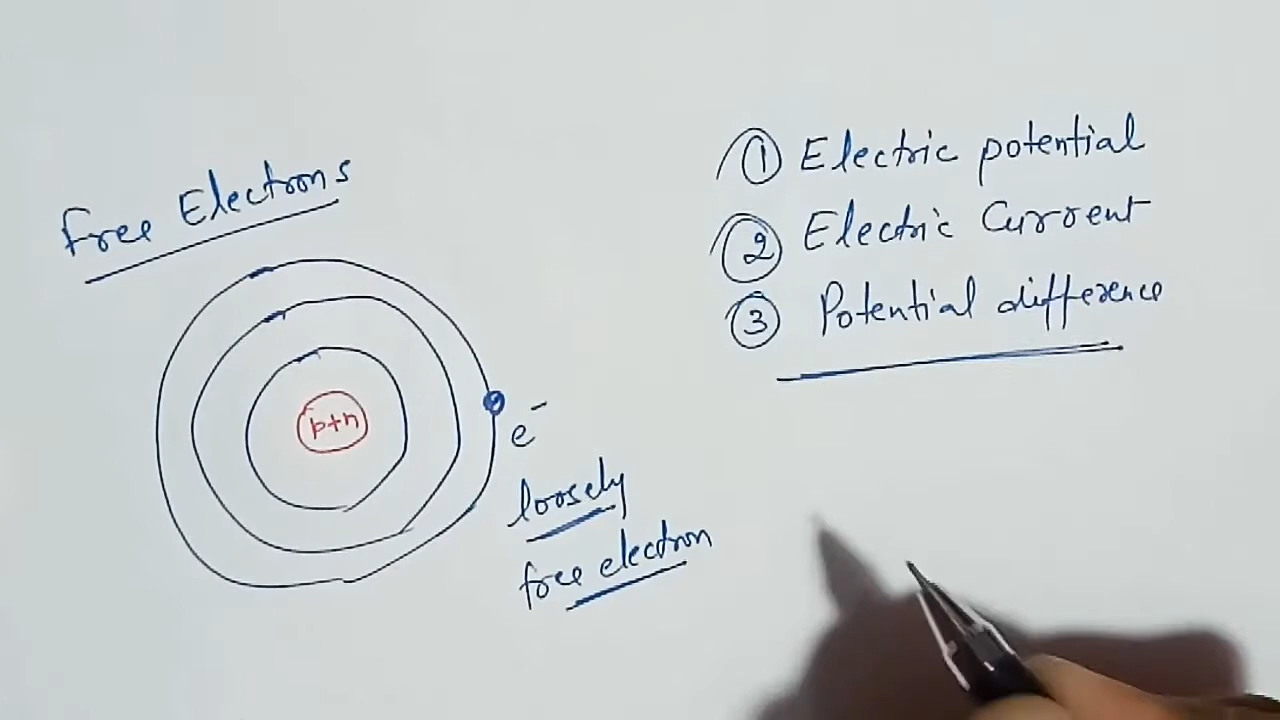 Free Electrons
p+n
e⁻
loosely
free electron
① Electric potential
② Electric Current
③ Potential difference